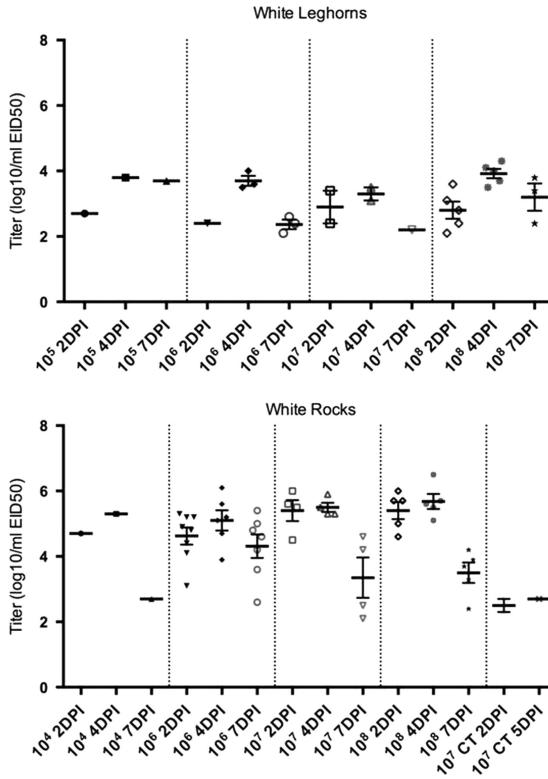 White Leghorns
Titer (log10/ml EID50)
8
6
4
2
0
10⁵ 2DPI
10⁵ 4DPI
10⁵ 7DPI
10⁶ 2DPI
10⁶ 4DPI
10⁶ 7DPI
10⁷ 2DPI
10⁷ 4DPI
10⁷ 7DPI
10⁸ 2DPI
10⁸ 4DPI
10⁸ 7DPI
White Rocks
Titer (log10/ml EID50)
8
6
4
2
0
10⁴ 2DPI
10⁴ 4DPI
10⁴ 7DPI
10⁶ 2DPI
10⁶ 4DPI
10⁶ 7DPI
10⁷ 2DPI
10⁷ 4DPI
10⁷ 7DPI
10⁸ 2DPI
10⁸ 4DPI
10⁸ 7DPI
10⁷ CT 2DPI
10⁷ CT 5DPI